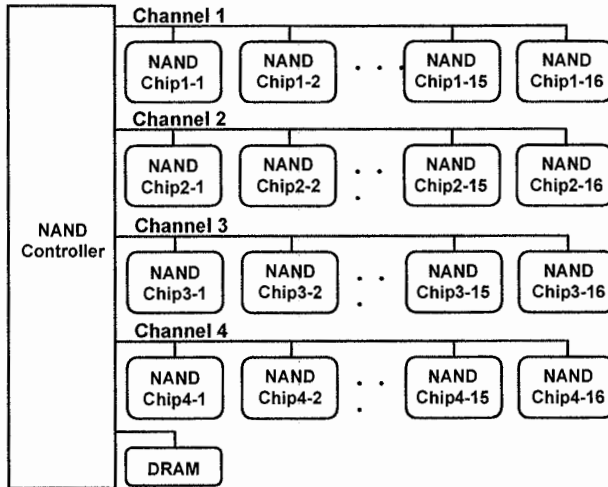 Channel 1
NAND NAND NAND NAND
Chip1-1 Chip1-2 Chip1-15 Chip1-16
Channel 2
NAND NAND NAND NAND
Chip2-1 Chip2-2 Chip2-15 Chip2-16
NAND
Controller
Channel 3
NAND NAND NAND NAND
Chip3-1 Chip3-2 Chip3-15 Chip3-16
Channel 4
NAND NAND NAND NAND
Chip4-1 Chip4-2 Chip4-15 Chip4-16
DRAM